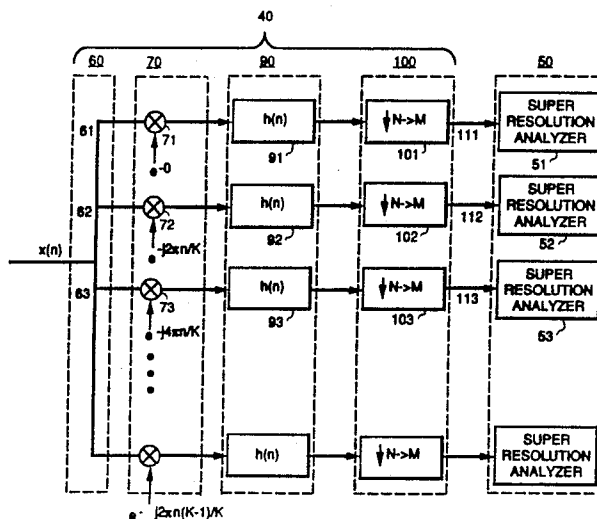 40
60 70 90 100 50
61 71 h(n) 91 ↓N->M 101 111 SUPER
RESOLUTION
ANALYZER
51
-0
62 72 h(n) 92 ↓N->M 102 112 SUPER
RESOLUTION
ANALYZER
52
-j2πn/K
x(n)
63 73 h(n) 93 ↓N->M 103 113 SUPER
RESOLUTION
ANALYZER
53
-j4πn/K
h(n) ↓N->M SUPER
RESOLUTION
ANALYZER
e- j2πn(K-1)/K